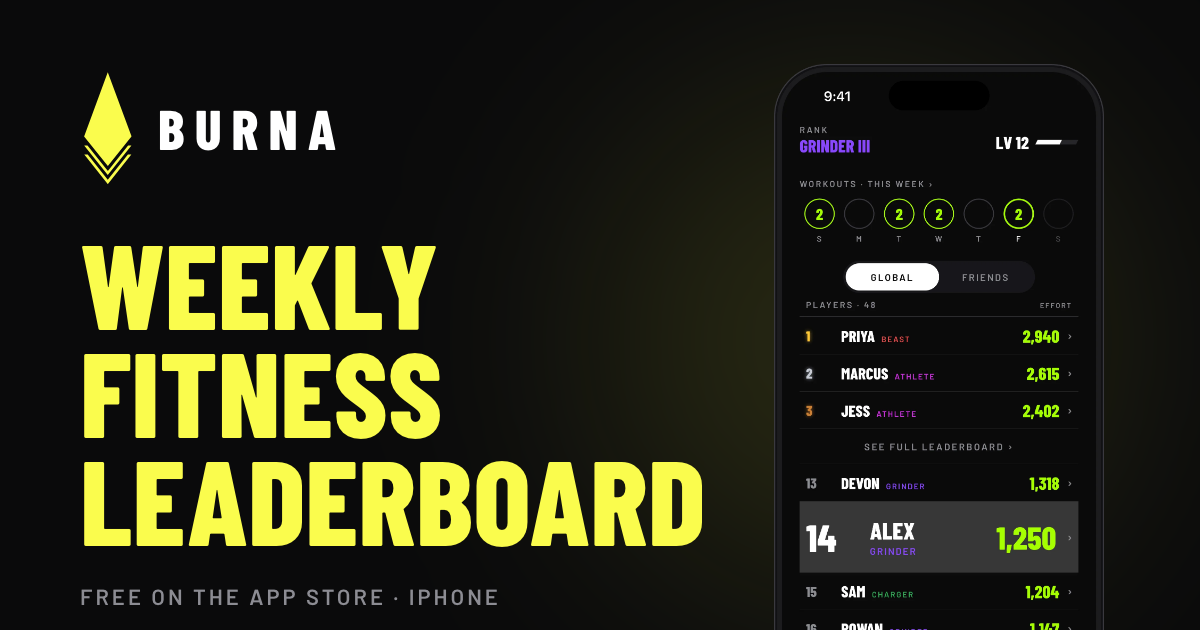 BURNA
WEEKLY
FITNESS
LEADERBOARD
FREE ON THE APP STORE · IPHONE
9:41
RANK
GRINDER III
LV 12
WORKOUTS · THIS WEEK ›
2 2 2 2
S M T W T F S
GLOBAL FRIENDS
PLAYERS · 48 EFFORT
1 PRIYA BEAST 2,940 ›
2 MARCUS ATHLETE 2,615 ›
3 JESS ATHLETE 2,402 ›
SEE FULL LEADERBOARD ›
13 DEVON GRINDER 1,318 ›
14 ALEX GRINDER 1,250 ›
15 SAM CHARGER 1,204 ›
16 ROWAN 1,147